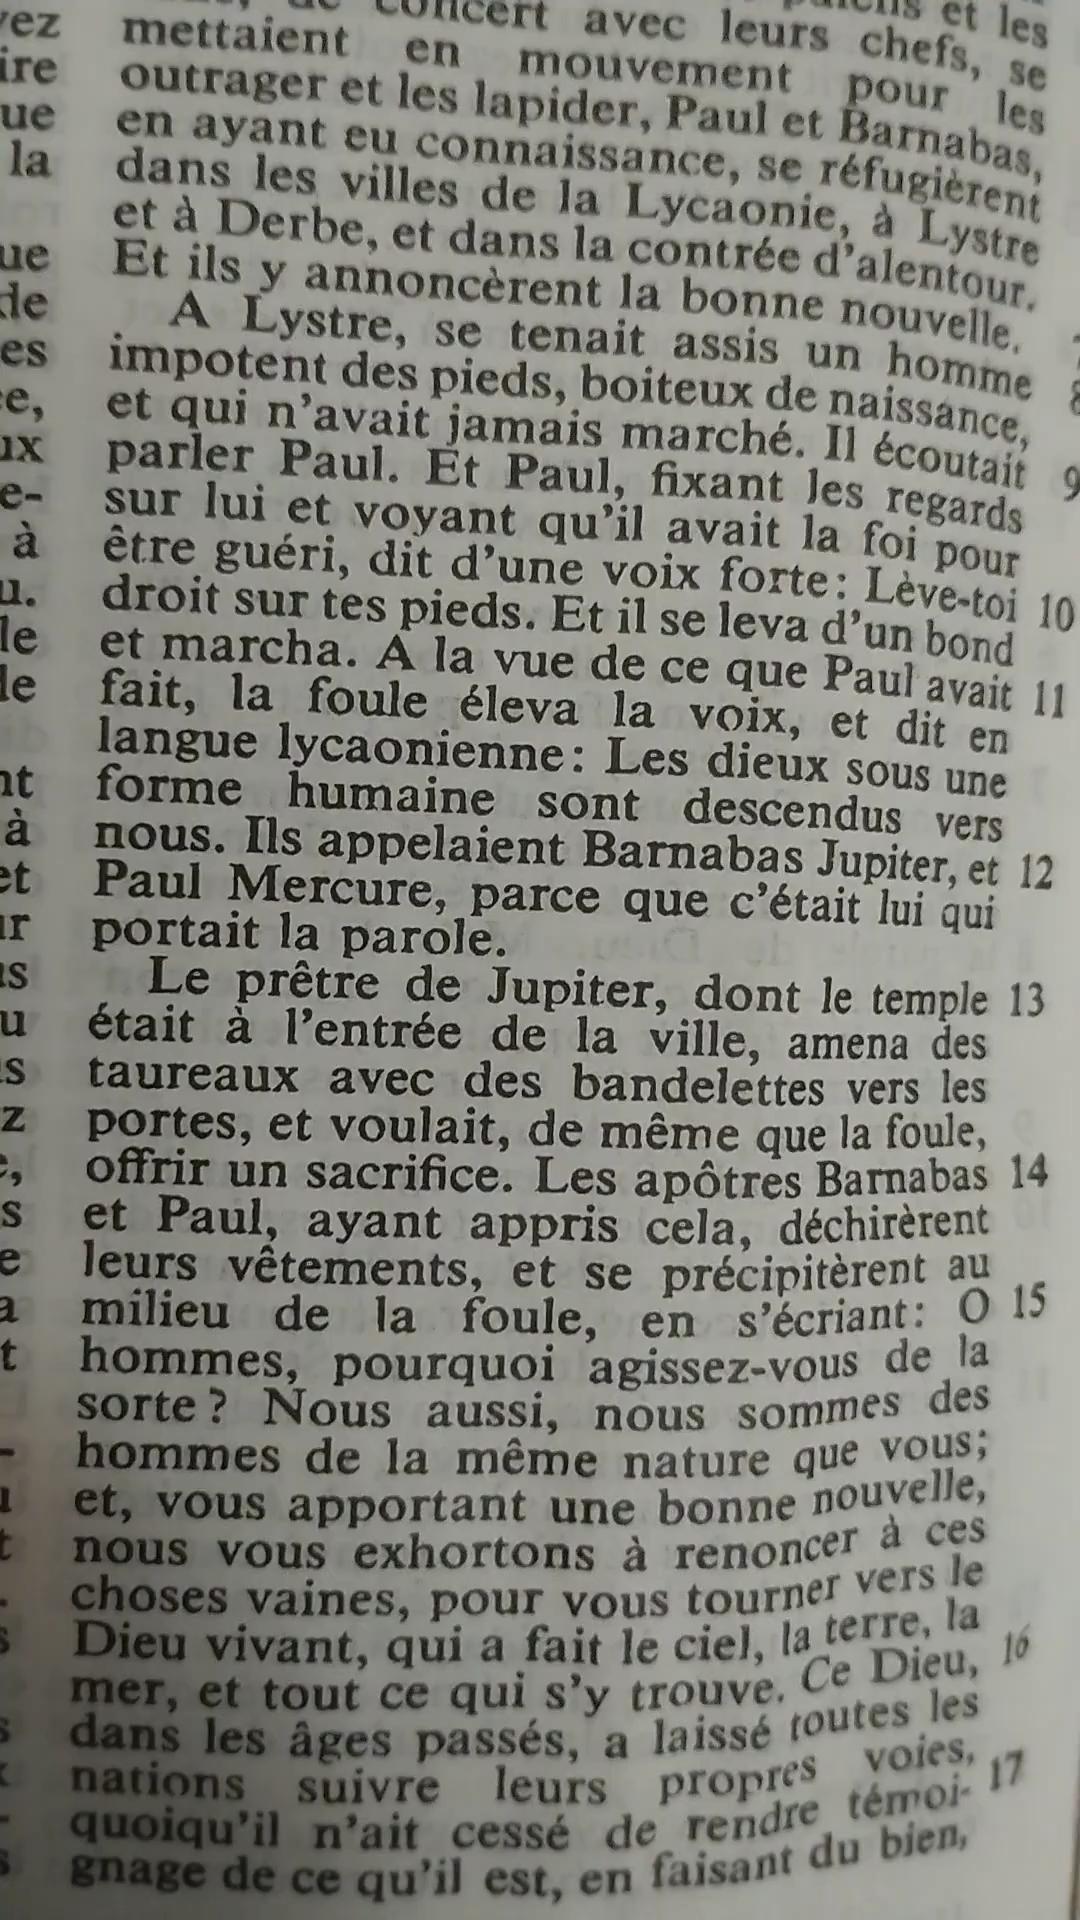 concert avec leurs chefs, se et les
mettaient en mouvement pour les
outrager et les lapider, Paul et Barnabas,
en ayant eu connaissance, se réfugièrent
dans les villes de la Lycaonie, à Lystre
et à Derbe, et dans la contrée d'alentour.
Et ils y annoncèrent la bonne nouvelle.
A Lystre, se tenait assis un homme 8
impotent des pieds, boiteux de naissance,
et qui n'avait jamais marché. Il écoutait 9
parler Paul. Et Paul, fixant les regards
sur lui et voyant qu'il avait la foi pour
être guéri, dit d'une voix forte: Lève-toi 10
droit sur tes pieds. Et il se leva d'un bond
et marcha. A la vue de ce que Paul avait 11
fait, la foule éleva la voix, et dit en
langue lycaonienne: Les dieux sous une
forme humaine sont descendus vers
nous. Ils appelaient Barnabas Jupiter, et 12
Paul Mercure, parce que c'était lui qui
portait la parole.
Le prêtre de Jupiter, dont le temple 13
était à l'entrée de la ville, amena des
taureaux avec des bandelettes vers les
portes, et voulait, de même que la foule,
offrir un sacrifice. Les apôtres Barnabas 14
et Paul, ayant appris cela, déchirèrent
leurs vêtements, et se précipitèrent au
milieu de la foule, en s'écriant: O 15
hommes, pourquoi agissez-vous de la
sorte? Nous aussi, nous sommes des
hommes de la même nature que vous;
et, vous apportant une bonne nouvelle,
nous vous exhortons à renoncer à ces
choses vaines, pour vous tourner vers le
Dieu vivant, qui a fait le ciel, la terre, la
mer, et tout ce qui s'y trouve. Ce Dieu, 16
dans les âges passés, a laissé toutes les
nations suivre leurs propres voies,
quoiqu'il n'ait cessé de rendre témoi- 17
gnage de ce qu'il est, en faisant du bien,